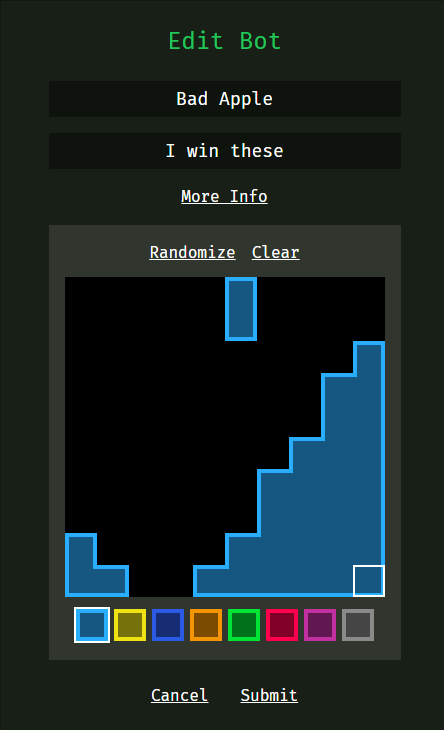 Edit Bot
Bad Apple
I win these
More Info
Randomize Clear
Cancel Submit